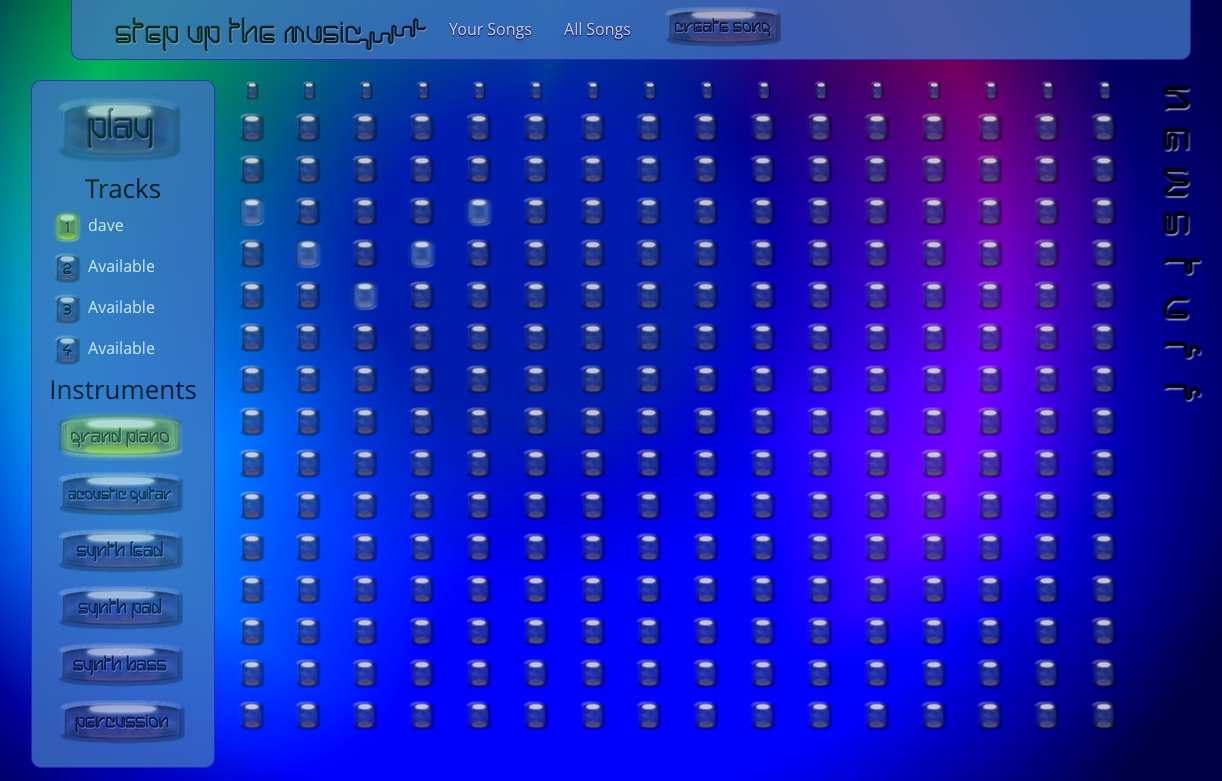 step up the music
Your Songs
All Songs
create song
play
Tracks
1 dave
2 Available
3 Available
4 Available
Instruments
grand piano
acoustic guitar
synth lead
synth pad
synth bass
percussion